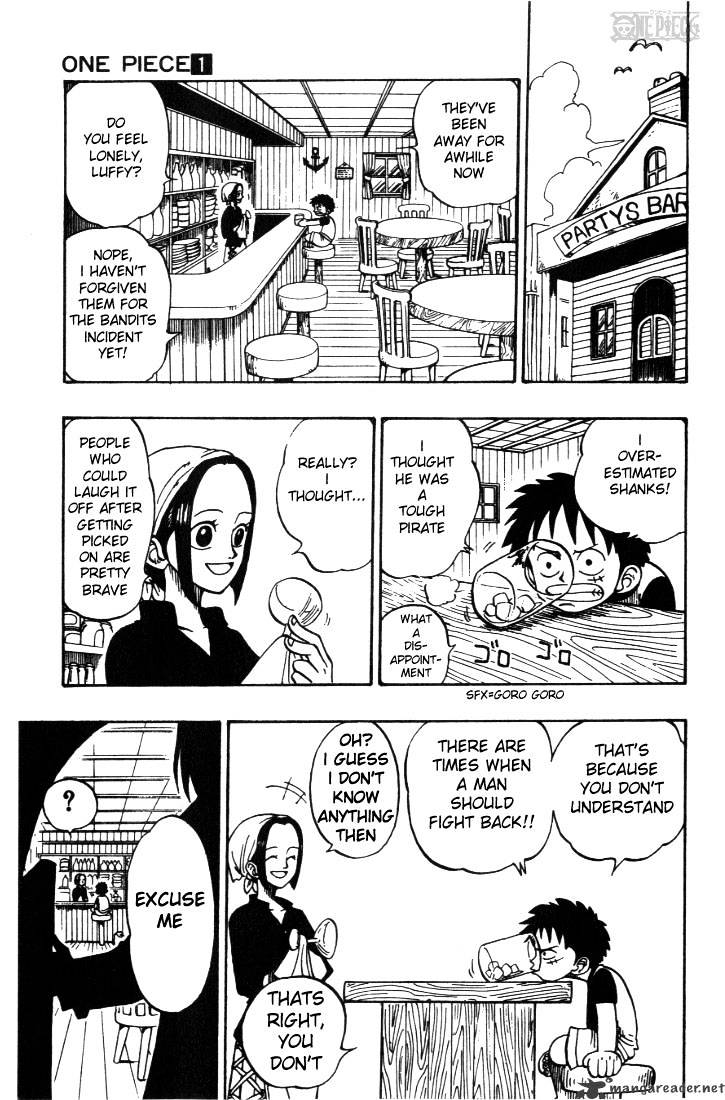 ONE PIECE
ONE PIECE 1
PARTYS BAR
THEY'VE
BEEN
AWAY FOR
AWHILE
NOW
DO
YOU FEEL
LONELY,
LUFFY?
NOPE,
I HAVEN'T
FORGIVEN
THEM FOR
THE BANDITS
INCIDENT
YET!
I
OVER-
ESTIMATED
SHANKS!
I
THOUGHT
HE WAS
A
TOUGH
PIRATE
WHAT
A
DIS-
APPOINT-
MENT
ゴロ ゴロ
SFX=GORO GORO
REALLY?
I
THOUGHT...
PEOPLE
WHO
COULD
LAUGH IT
OFF AFTER
GETTING
PICKED
ON ARE
PRETTY
BRAVE
THAT'S
BECAUSE
YOU DON'T
UNDERSTAND
THERE ARE
TIMES WHEN
A MAN
SHOULD
FIGHT BACK!!
OH?
I GUESS
I DON'T
KNOW
ANYTHING
THEN
THATS
RIGHT,
YOU
DON'T
EXCUSE
ME
?
mangareader.net